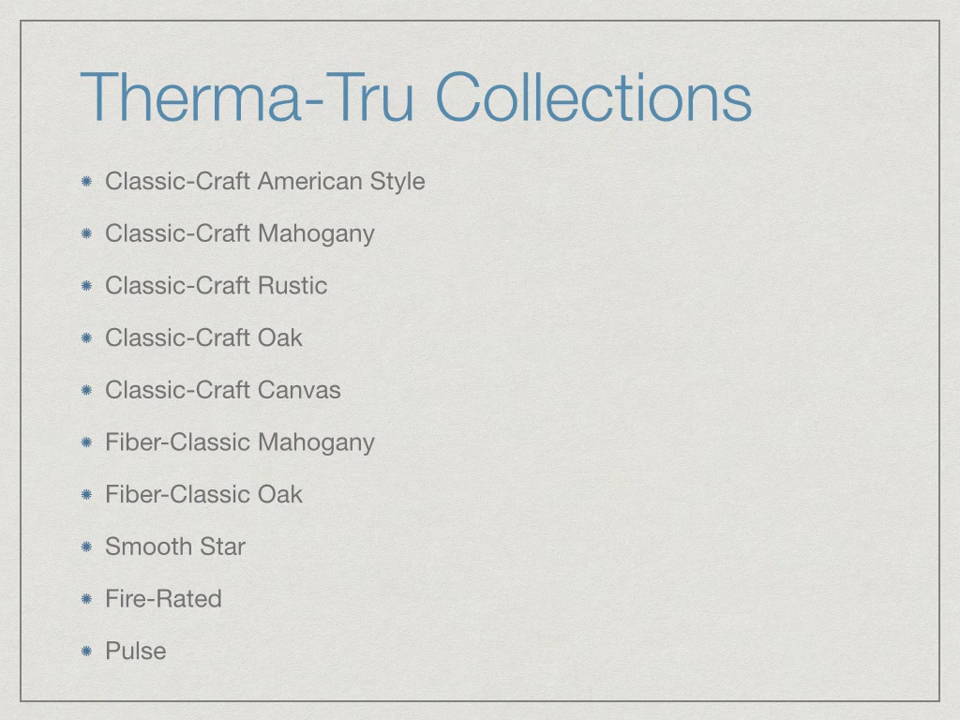 Therma-Tru Collections
Classic-Craft American Style
Classic-Craft Mahogany
Classic-Craft Rustic
Classic-Craft Oak
Classic-Craft Canvas
Fiber-Classic Mahogany
Fiber-Classic Oak
Smooth Star
Fire-Rated
Pulse